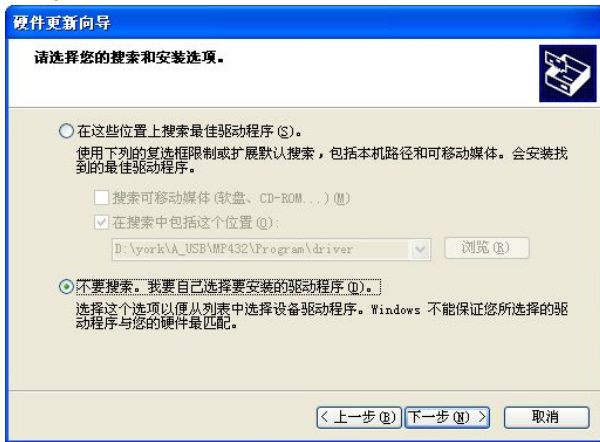 硬件更新向导
请选择您的搜索和安装选项。
在这些位置上搜索最佳驱动程序(S)。
使用下列的复选框限制或扩展默认搜索，包括本机路径和可移动媒体。会安装找
到的最佳驱动程序。
搜索可移动媒体(软盘、CD-ROM...)(M)
在搜索中包括这个位置(O):
D:\york\A_USB\MP432\Program\driver
浏览(R)
不要搜索。我要自己选择要安装的驱动程序(D)。
选择这个选项以便从列表中选择设备驱动程序。Windows 不能保证您所选择的驱
动程序与您的硬件最匹配。
< 上一步(B) 下一步(N) > 取消